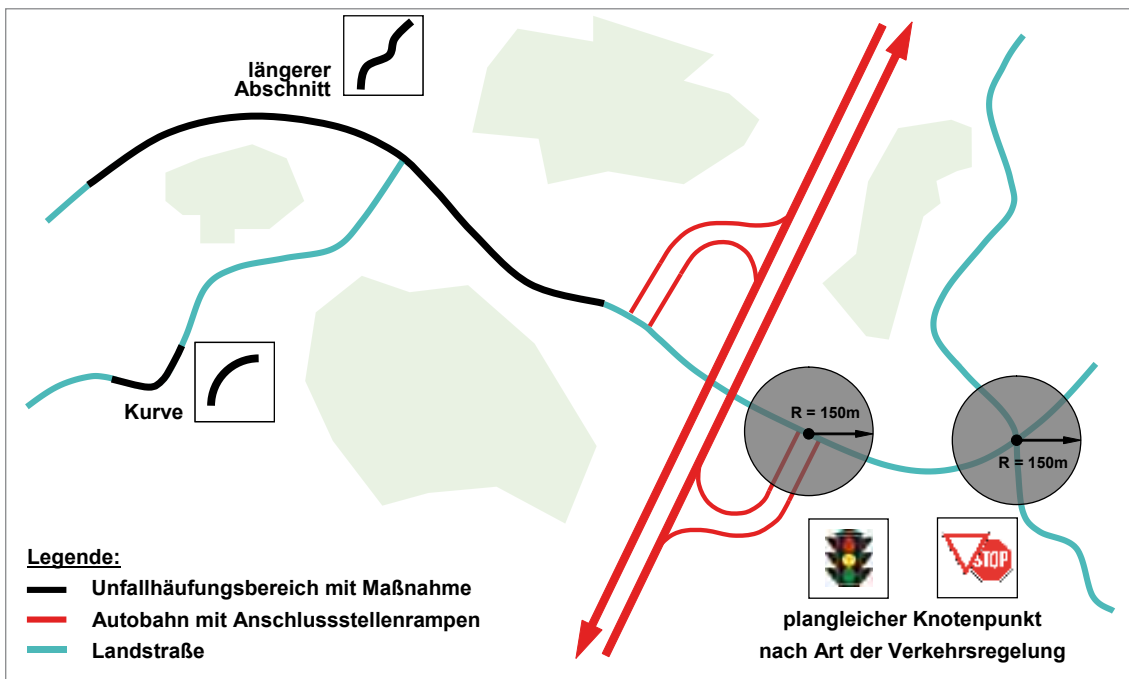 längerer
Abschnitt
Kurve
R = 150m
R = 150m
STOP
plangleicher Knotenpunkt
nach Art der Verkehrsregelung
Legende:
Unfallhäufungsbereich mit Maßnahme
Autobahn mit Anschlussstellenrampen
Landstraße